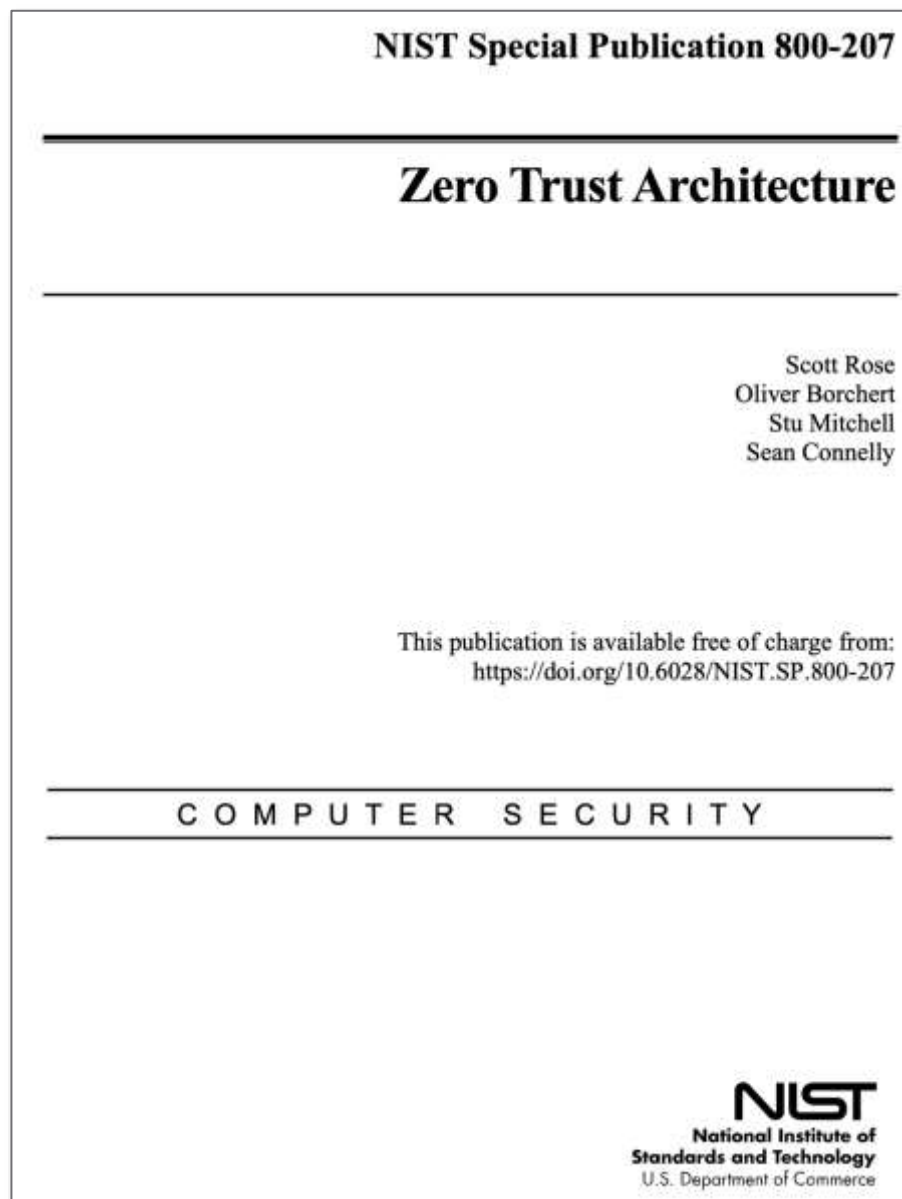 NIST Special Publication 800-207
Zero Trust Architecture
Scott Rose
Oliver Borchert
Stu Mitchell
Sean Connelly
This publication is available free of charge from:
https://doi.org/10.6028/NIST.SP.800-207
COMPUTER SECURITY
NIST
National Institute of
Standards and Technology
U.S. Department of Commerce